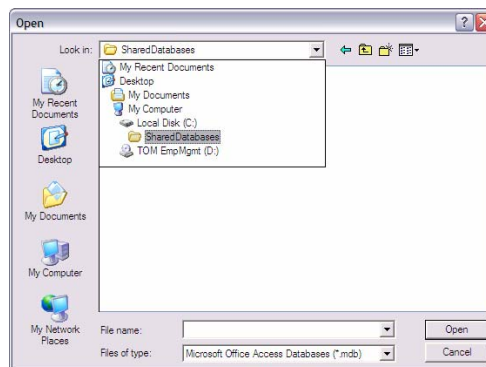 Open
Look in:
SharedDatabases
My Recent Documents
Desktop
My Documents
My Computer
Local Disk (C:)
SharedDatabases
TOM EmpMgmt (D:)
My Recent
Documents
Desktop
My Documents
My Computer
My Network
Places
File name:
Open
Files of type:
Microsoft Office Access Databases (*.mdb)
Cancel